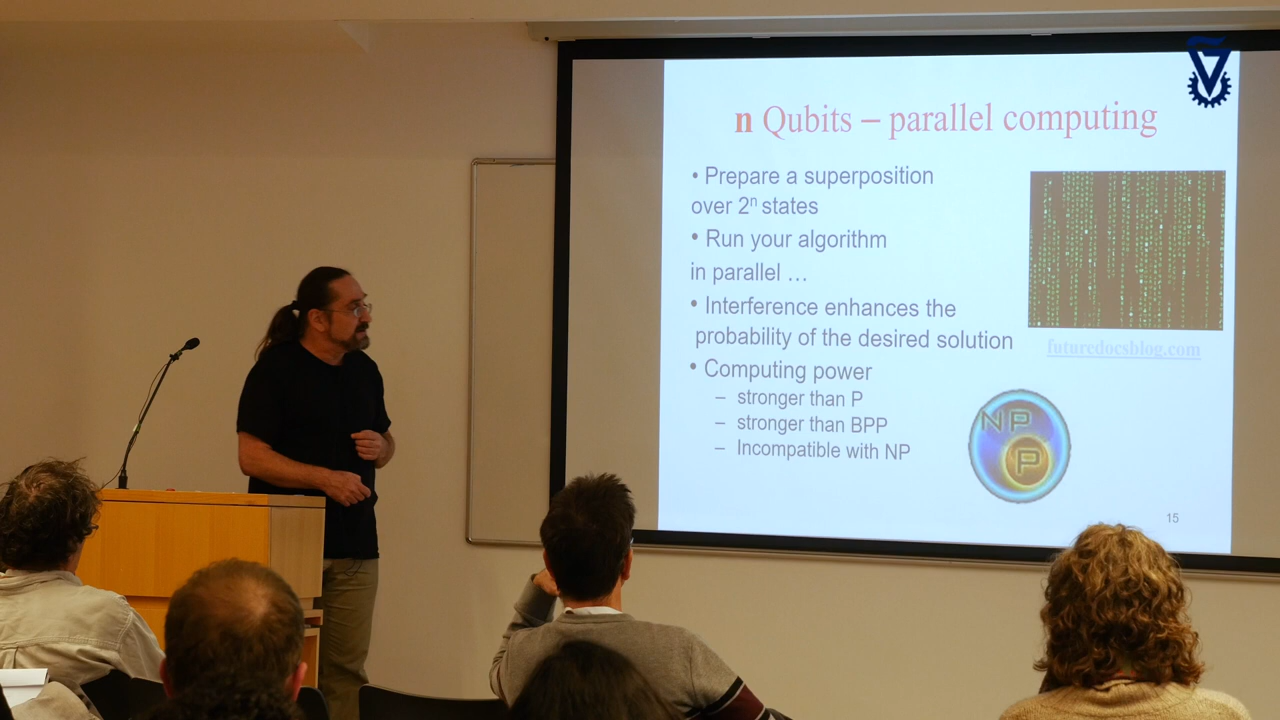 n Qubits – parallel computing
• Prepare a superposition
over 2ⁿ states
• Run your algorithm
in parallel …
• Interference enhances the
probability of the desired solution
• Computing power
– stronger than P
– stronger than BPP
– Incompatible with NP
futuredocsblog.com
NP
P
15